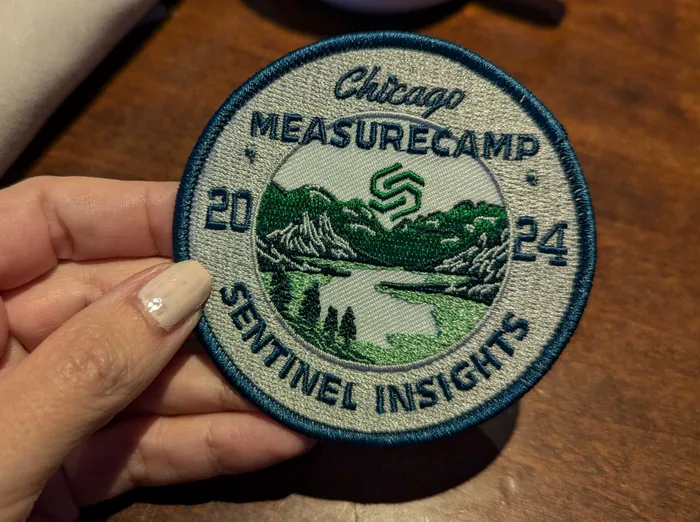 Chicago
MEASURECAMP
20 24
SENTINEL INSIGHTS